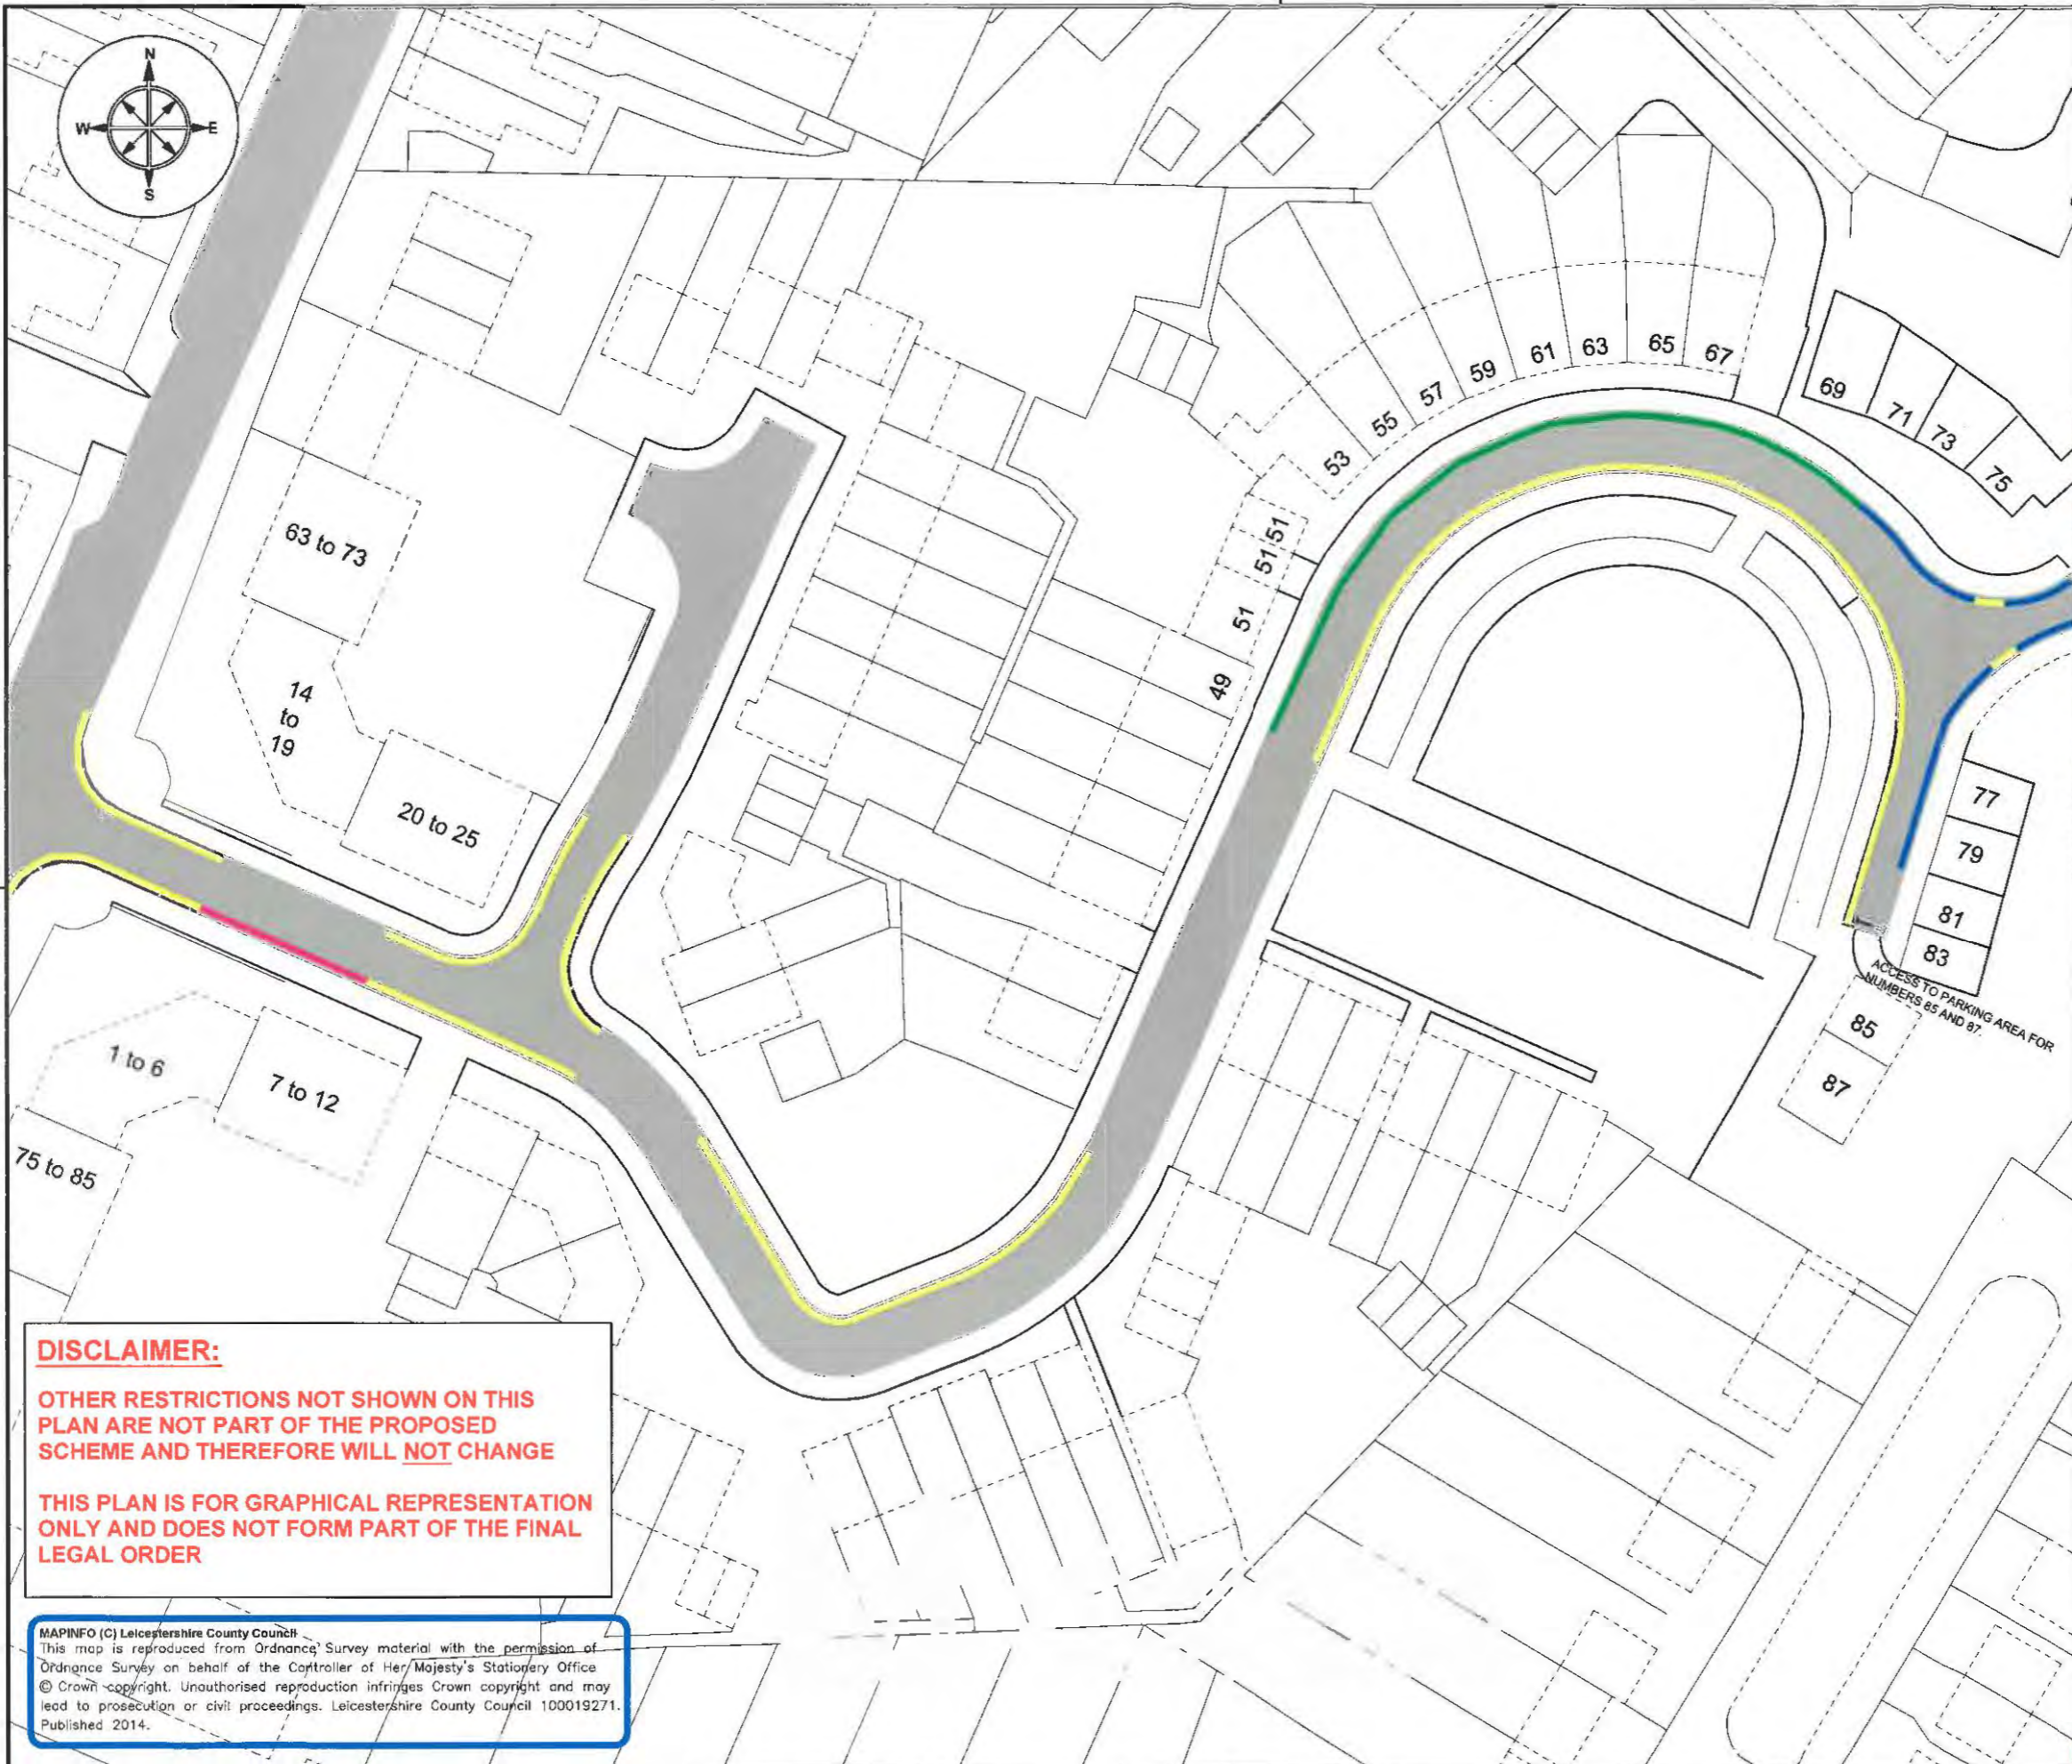 N
W E
S
61 63 65 67
59
57
55
53
69
71
73
75
51
51
51
49
63 to 73
14
to
19
20 to 25
77
79
81
83
ACCESS TO PARKING AREA FOR
NUMBERS 85 AND 87.
85
87
1 to 6
7 to 12
75 to 85
DISCLAIMER:
OTHER RESTRICTIONS NOT SHOWN ON THIS
PLAN ARE NOT PART OF THE PROPOSED
SCHEME AND THEREFORE WILL NOT CHANGE
THIS PLAN IS FOR GRAPHICAL REPRESENTATION
ONLY AND DOES NOT FORM PART OF THE FINAL
LEGAL ORDER
MAPINFO (C) Leicestershire County Council
This map is reproduced from Ordnance Survey material with the permission of
Ordnance Survey on behalf of the Controller of Her Majesty's Stationery Office
© Crown copyright. Unauthorised reproduction infringes Crown copyright and may
lead to prosecution or civil proceedings. Leicestershire County Council 100019271.
Published 2014.